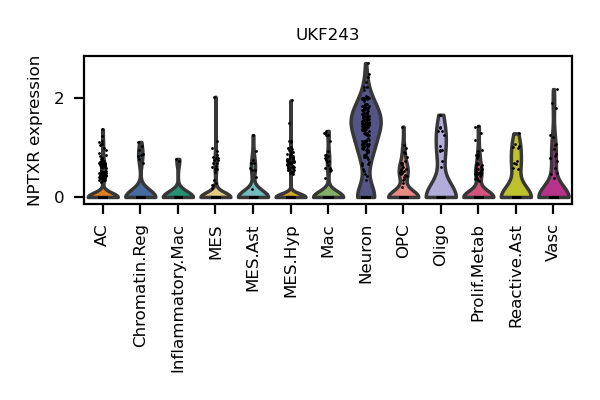 UKF243
NPTXR expression
2
0
AC
Chromatin.Reg
Inflammatory.Mac
MES
MES.Ast
MES.Hyp
Mac
Neuron
OPC
Oligo
Prolif.Metab
Reactive.Ast
Vasc